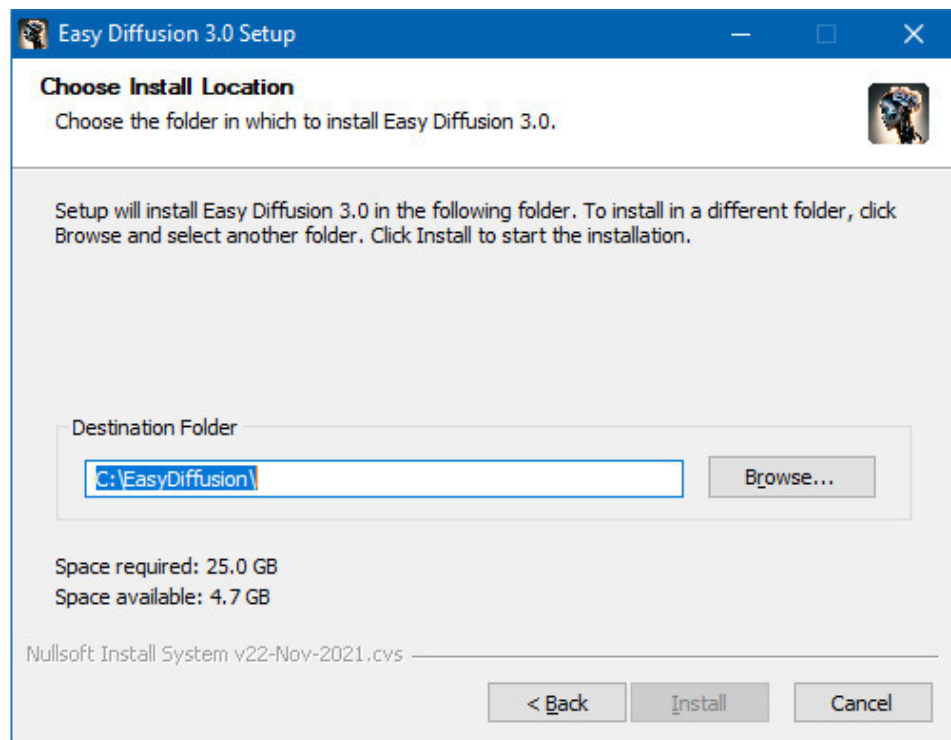 Easy Diffusion 3.0 Setup
Choose Install Location
Choose the folder in which to install Easy Diffusion 3.0.
Setup will install Easy Diffusion 3.0 in the following folder. To install in a different folder, click
Browse and select another folder. Click Install to start the installation.
Destination Folder
C:\EasyDiffusion\
Browse...
Space required: 25.0 GB
Space available: 4.7 GB
Nullsoft Install System v22-Nov-2021.cvs
< Back
Install
Cancel